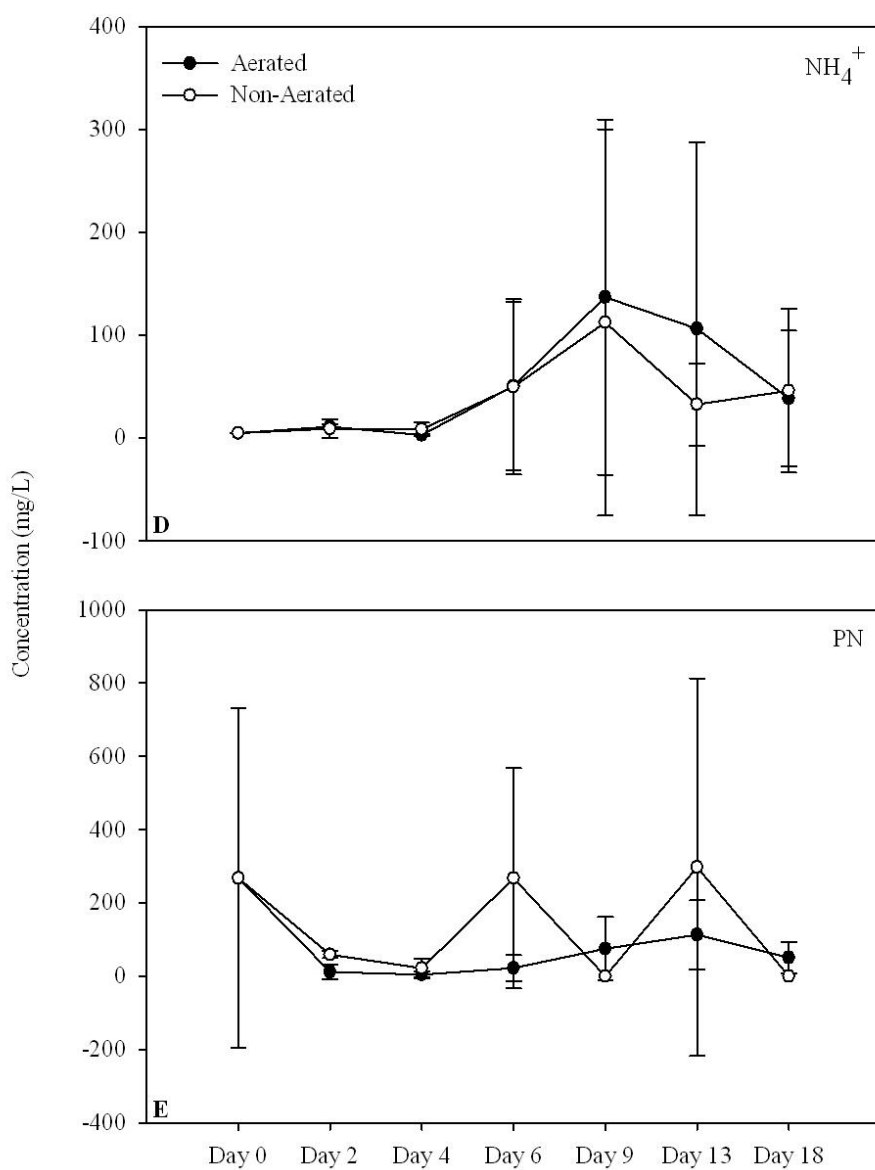 400
300
200
100
0
-100
Aerated
Non-Aerated
NH4+
D
Concentration (mg/L)
1000
800
600
400
200
0
-200
-400
PN
E
Day 0 Day 2 Day 4 Day 6 Day 9 Day 13 Day 18